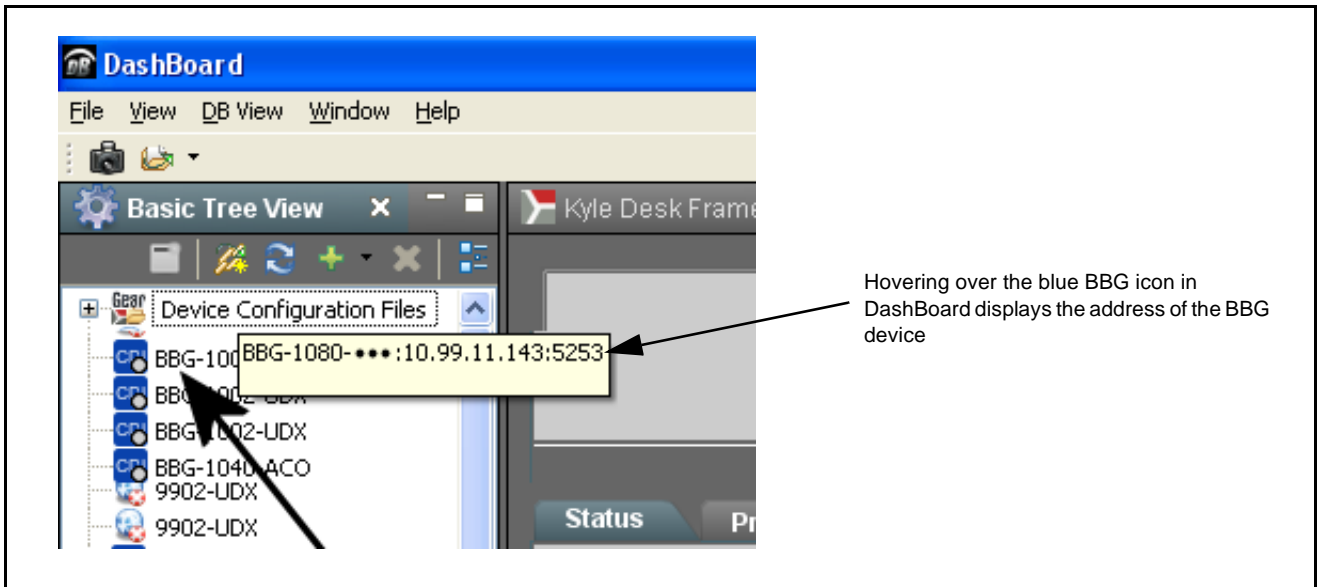 DB DashBoard
File View DB View Window Help
Basic Tree View
Kyle Desk Frame
Gear Device Configuration Files
BBG-1080-•••:10.99.11.143:5253
BBG-1002-UDX
BBG-1040-ACO
9902-UDX
9902-UDX
Status
Hovering over the blue BBG icon in
DashBoard displays the address of the BBG
device